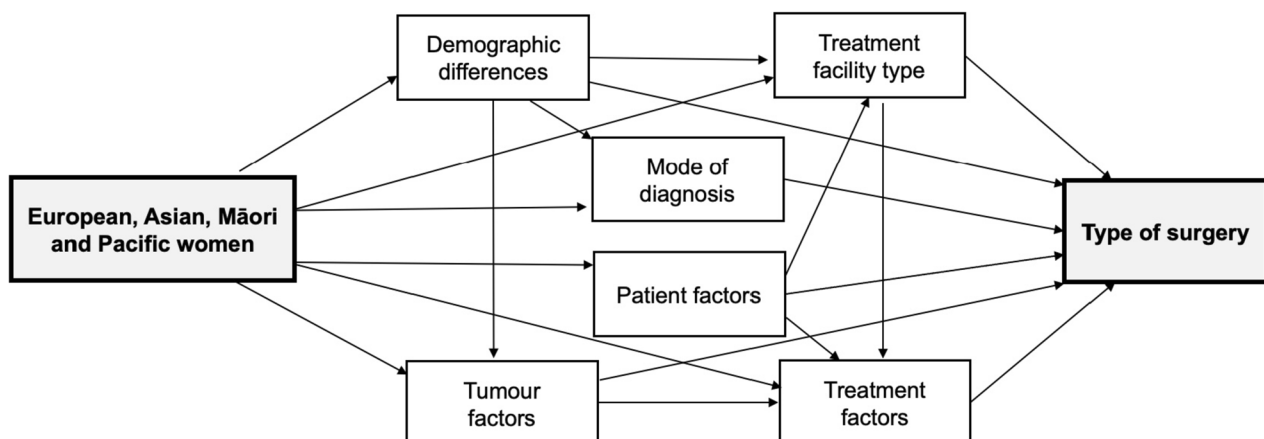 Demographic
differences
Treatment
facility type
Mode of
diagnosis
European, Asian, Māori
and Pacific women
Type of surgery
Patient factors
Tumour
factors
Treatment
factors